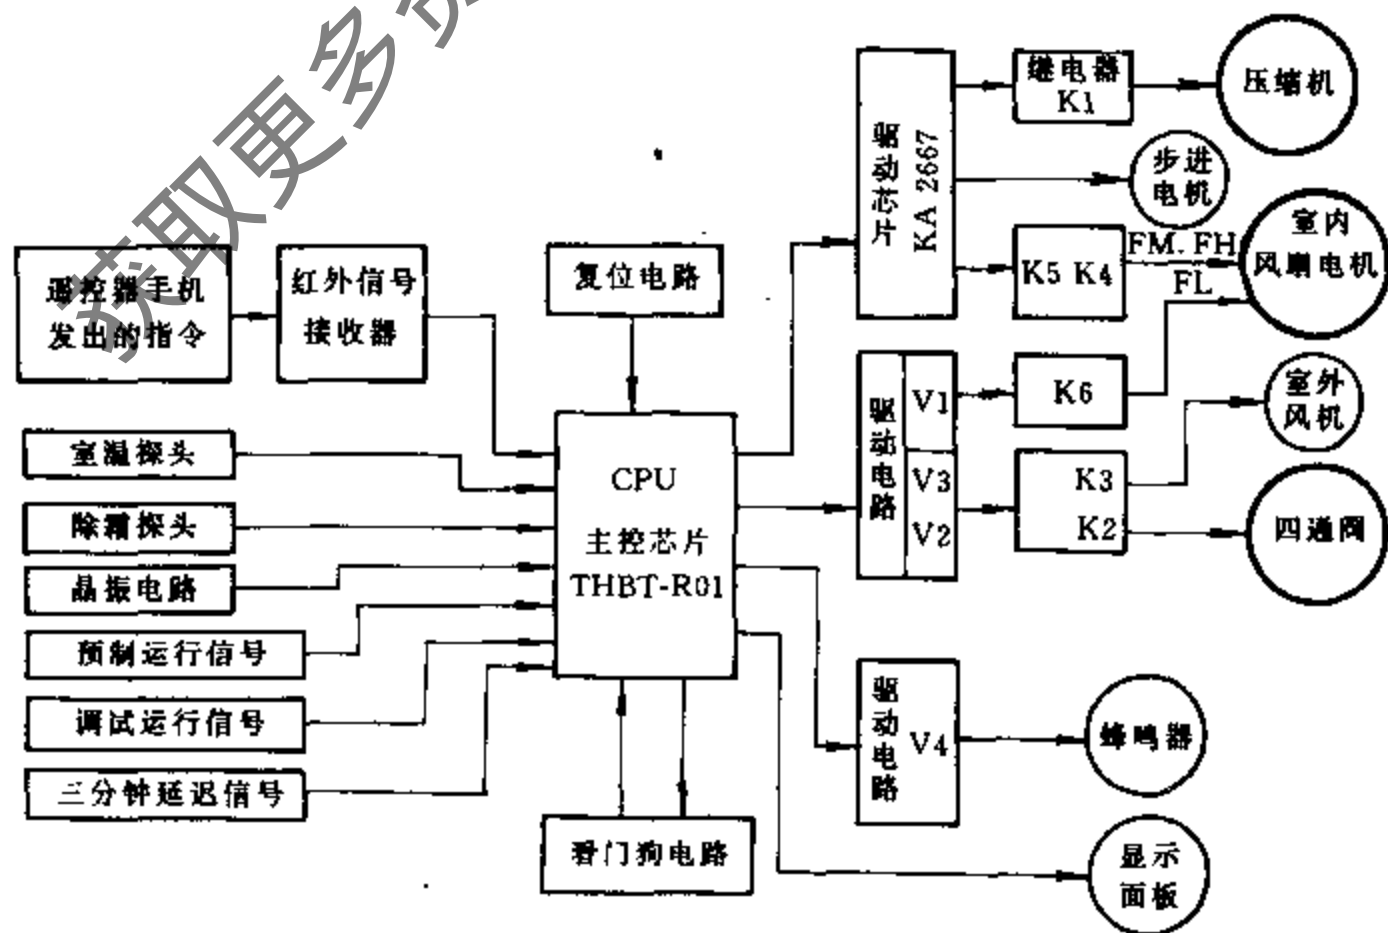 获取更多资
遥控器手机
发出的指令
红外信号
接收器
室温探头
除霜探头
晶振电路
预制运行信号
调试运行信号
三分钟延迟信号
复位电路
CPU
主控芯片
THBT-R01
看门狗电路
驱动芯片
KA 2667
继电器
K1
压缩机
步进
电机
K5 K4
FM. FH
FL
室内
风扇电机
驱动电路
V1
V3
V2
K6
K3
K2
室外
风机
四通阀
驱动电路
V4
蜂鸣器
显示
面板